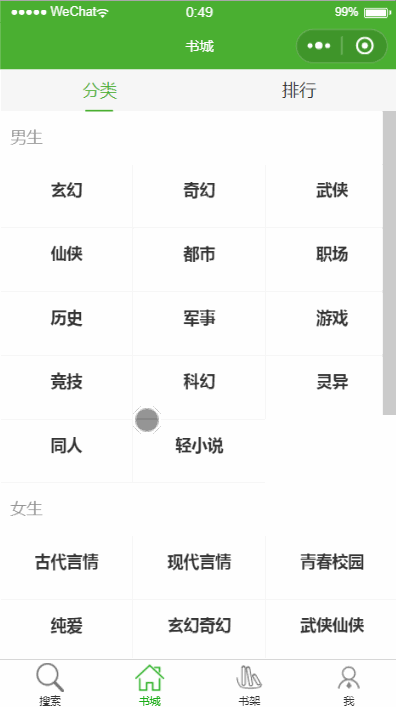 ●●●●● WeChat 0:49 99%
书城
分类 排行
男生
玄幻 奇幻 武侠
仙侠 都市 职场
历史 军事 游戏
竞技 科幻 灵异
同人 轻小说
女生
古代言情 现代言情 青春校园
纯爱 玄幻奇幻 武侠仙侠
搜索 书城 书架 我